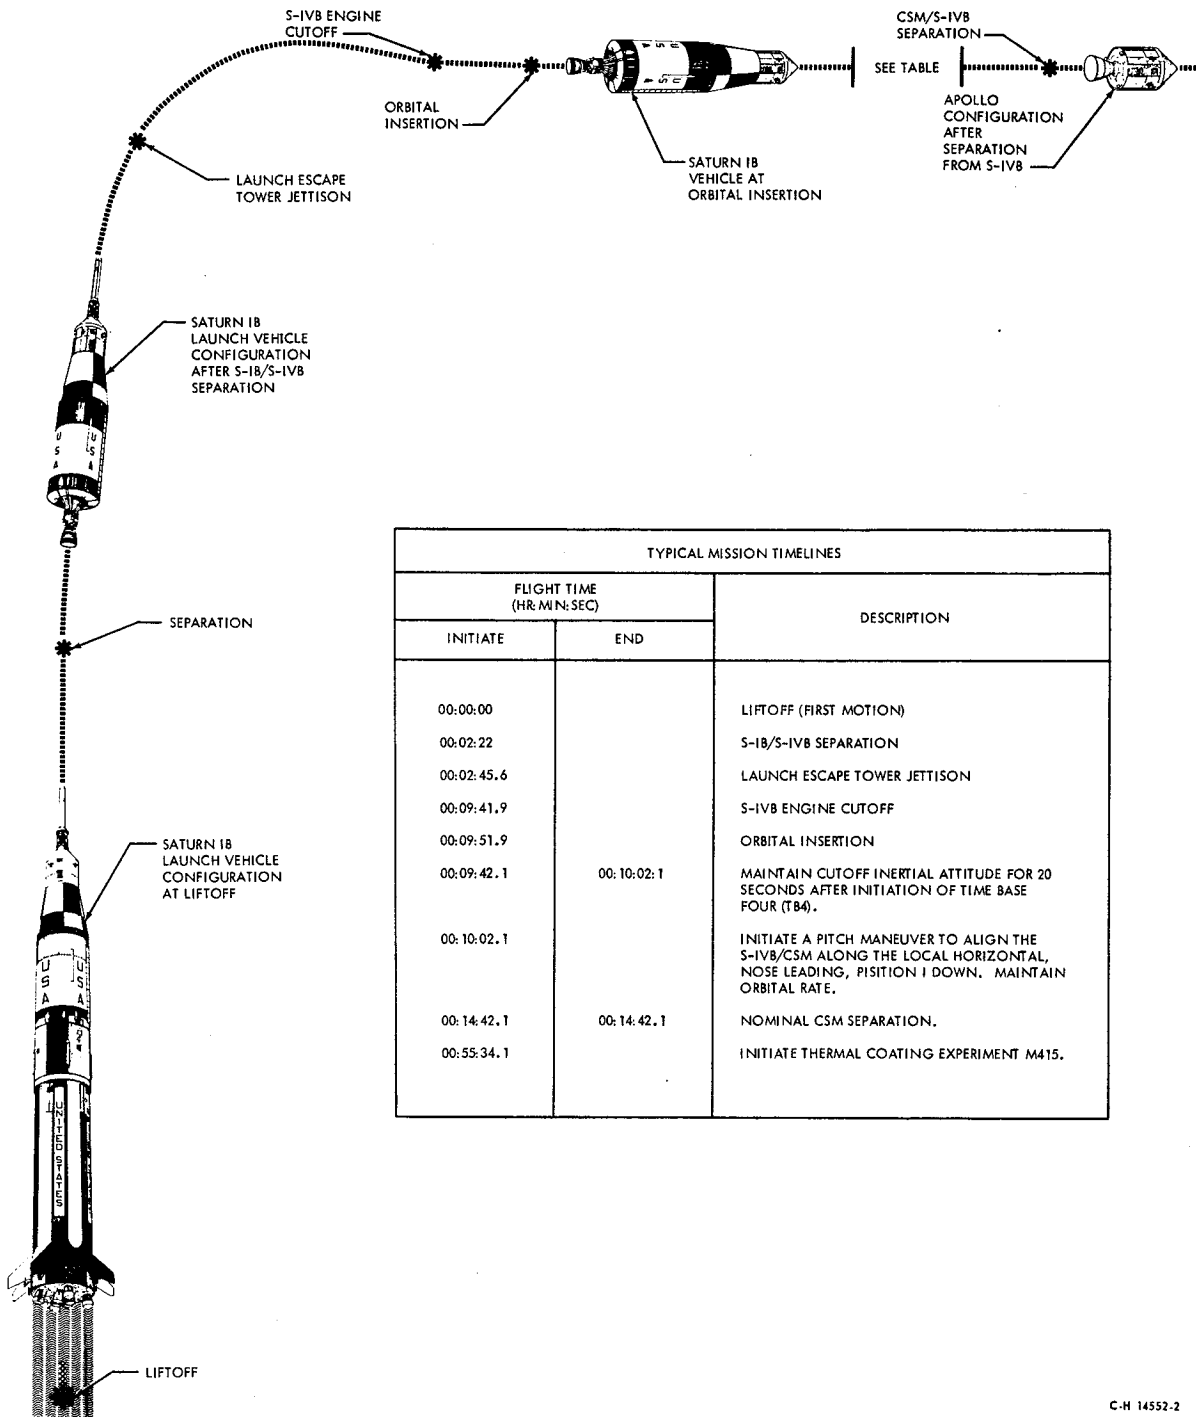 S-IVB ENGINE
CUTOFF
ORBITAL
INSERTION
SATURN IB
VEHICLE AT
ORBITAL INSERTION
SEE TABLE
CSM/S-IVB
SEPARATION
APOLLO
CONFIGURATION
AFTER
SEPARATION
FROM S-IVB
LAUNCH ESCAPE
TOWER JETTISON
SATURN IB
LAUNCH VEHICLE
CONFIGURATION
AFTER S-IB/S-IVB
SEPARATION
USA
USA
SEPARATION
SATURN IB
LAUNCH VEHICLE
CONFIGURATION
AT LIFTOFF
USA
USA
UNITED STATES
LIFTOFF
TYPICAL MISSION TIMELINES
FLIGHT TIME
(HR:MIN:SEC)
DESCRIPTION
INITIATE END
00:00:00 LIFTOFF (FIRST MOTION)
00:02:22 S-IB/S-IVB SEPARATION
00:02:45.6 LAUNCH ESCAPE TOWER JETTISON
00:09:41.9 S-IVB ENGINE CUTOFF
00:09:51.9 ORBITAL INSERTION
00:09:42.1 00:10:02:1 MAINTAIN CUTOFF INERTIAL ATTITUDE FOR 20
SECONDS AFTER INITIATION OF TIME BASE
FOUR (TB4).
00:10:02.1 INITIATE A PITCH MANEUVER TO ALIGN THE
S-IVB/CSM ALONG THE LOCAL HORIZONTAL,
NOSE LEADING, PISITION I DOWN. MAINTAIN
ORBITAL RATE.
00:14:42.1 00:14:42.1 NOMINAL CSM SEPARATION.
00:55:34.1 INITIATE THERMAL COATING EXPERIMENT M415.
C-H 14552-2